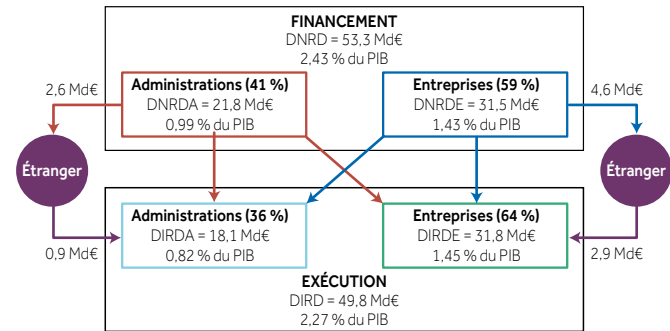 FINANCEMENT
DNRD = 53,3 Md€
2,43 % du PIB
2,6 Md€
Administrations (41 %)
DNRDA = 21,8 Md€
0,99 % du PIB
Entreprises (59 %)
DNRDE = 31,5 Md€
1,43 % du PIB
4,6 Md€
Étranger
Étranger
Administrations (36 %)
DIRDA = 18,1 Md€
0,82 % du PIB
Entreprises (64 %)
DIRDE = 31,8 Md€
1,45 % du PIB
0,9 Md€
2,9 Md€
EXÉCUTION
DIRD = 49,8 Md€
2,27 % du PIB